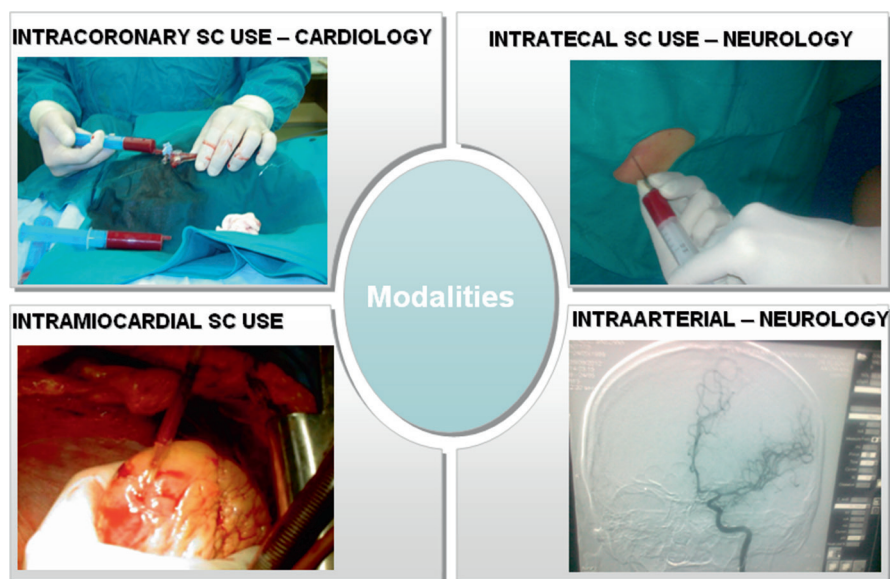 INTRACORONARY SC USE – CARDIOLOGY
INTRATECAL SC USE – NEUROLOGY
Modalities
INTRAMIOCARDIAL SC USE
INTRAARTERIAL – NEUROLOGY